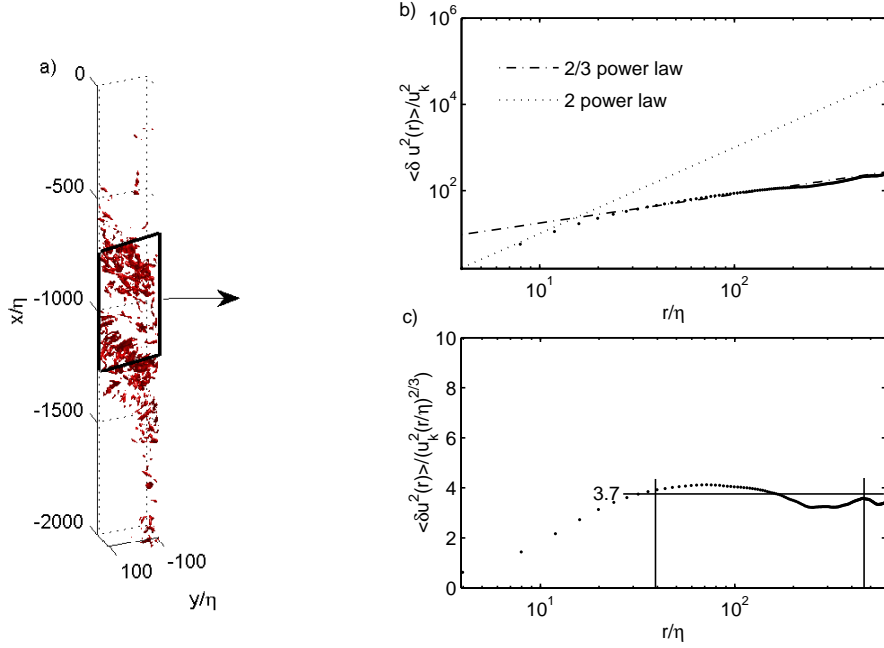 a)
0
-500
-1000
-1500
-2000
x/η
100
-100
y/η
b)
10^6
10^4
10^2
<δ u^2(r)>/u_k^2
2/3 power law
2 power law
10^1
10^2
r/η
c)
10
8
6
4
2
0
<δu^2(r)>/(u_k^2(r/η)^{2/3})
3.7
10^1
10^2
r/η